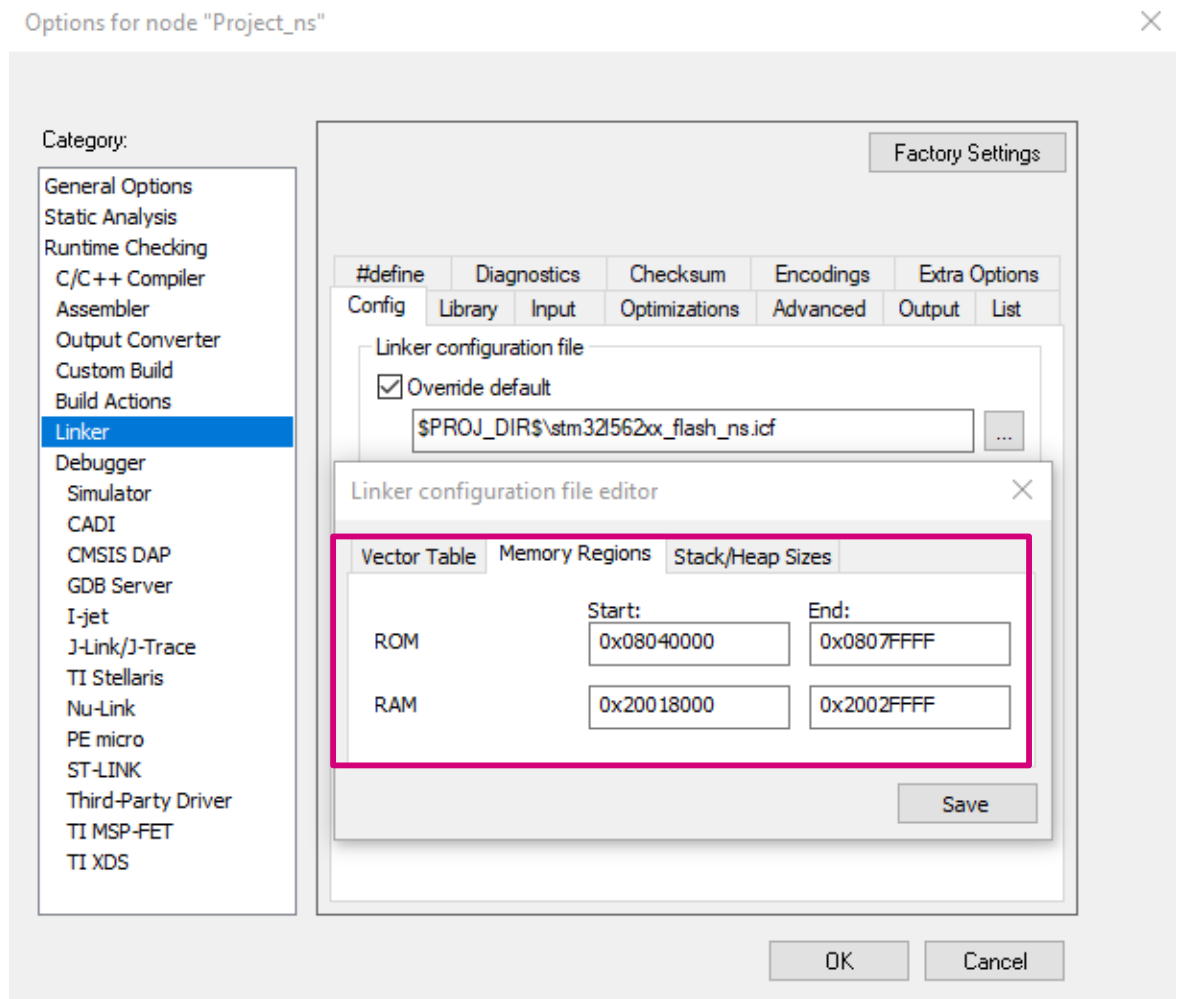 Options for node "Project_ns"
Category:
General Options
Static Analysis
Runtime Checking
C/C++ Compiler
Assembler
Output Converter
Custom Build
Build Actions
Linker
Debugger
Simulator
CADI
CMSIS DAP
GDB Server
I-jet
J-Link/J-Trace
TI Stellaris
Nu-Link
PE micro
ST-LINK
Third-Party Driver
TI MSP-FET
TI XDS
Factory Settings
#define Diagnostics Checksum Encodings Extra Options
Config Library Input Optimizations Advanced Output List
Linker configuration file
Override default
$PROJ_DIR$\stm32l562xx_flash_ns.icf
...
Linker configuration file editor
Vector Table Memory Regions Stack/Heap Sizes
Start: End:
ROM 0x08040000 0x0807FFFF
RAM 0x20018000 0x2002FFFF
Save
OK Cancel